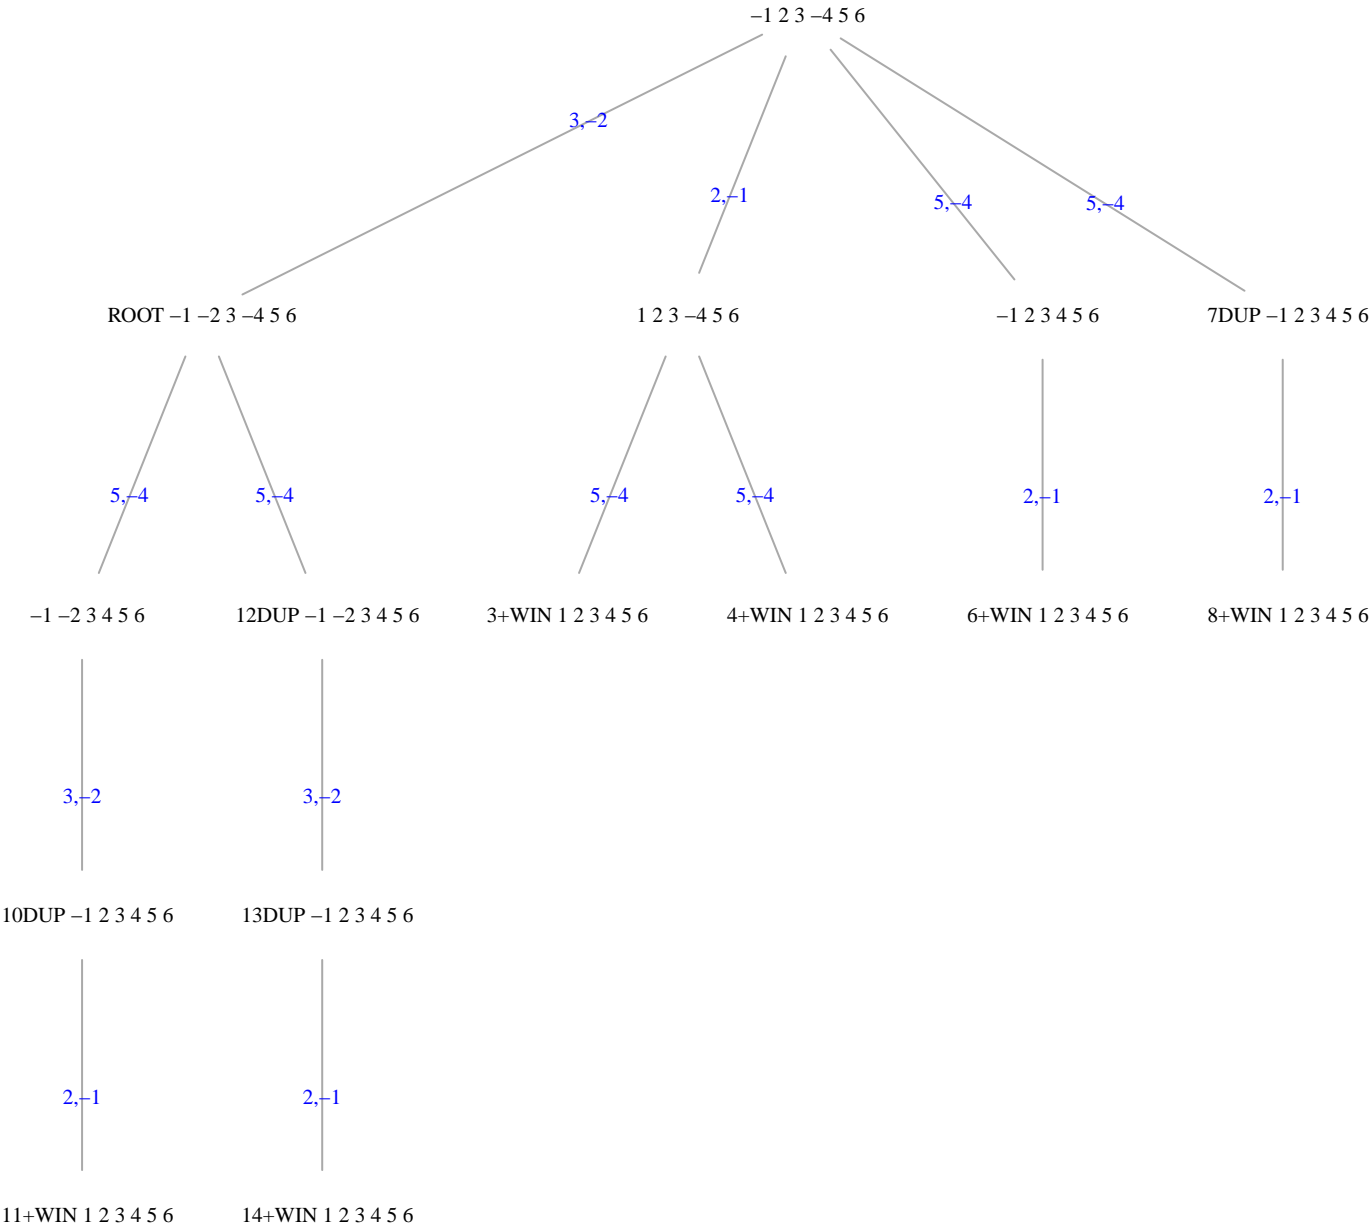 –1 2 3 –4 5 6
3,–2
2,–1
5,–4
5,–4
ROOT –1 –2 3 –4 5 6
1 2 3 –4 5 6
–1 2 3 4 5 6
7DUP –1 2 3 4 5 6
5,–4
5,–4
5,–4
5,–4
2,–1
2,–1
–1 –2 3 4 5 6
12DUP –1 –2 3 4 5 6
3+WIN 1 2 3 4 5 6
4+WIN 1 2 3 4 5 6
6+WIN 1 2 3 4 5 6
8+WIN 1 2 3 4 5 6
3,–2
3,–2
10DUP –1 2 3 4 5 6
13DUP –1 2 3 4 5 6
2,–1
2,–1
11+WIN 1 2 3 4 5 6
14+WIN 1 2 3 4 5 6